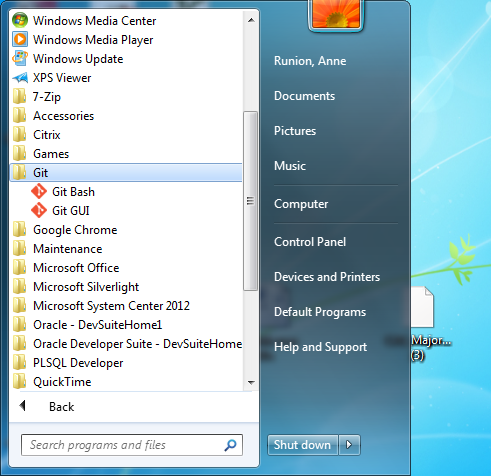 Windows Media Center
Windows Media Player
Windows Update
XPS Viewer
7-Zip
Accessories
Citrix
Games
Git
Git Bash
Git GUI
Google Chrome
Maintenance
Microsoft Office
Microsoft Silverlight
Microsoft System Center 2012
Oracle - DevSuiteHome1
Oracle Developer Suite - DevSuiteHome
PLSQL Developer
QuickTime
Back
Search programs and files
Runion, Anne
Documents
Pictures
Music
Computer
Control Panel
Devices and Printers
Default Programs
Help and Support
Shut down
Major...
(3)